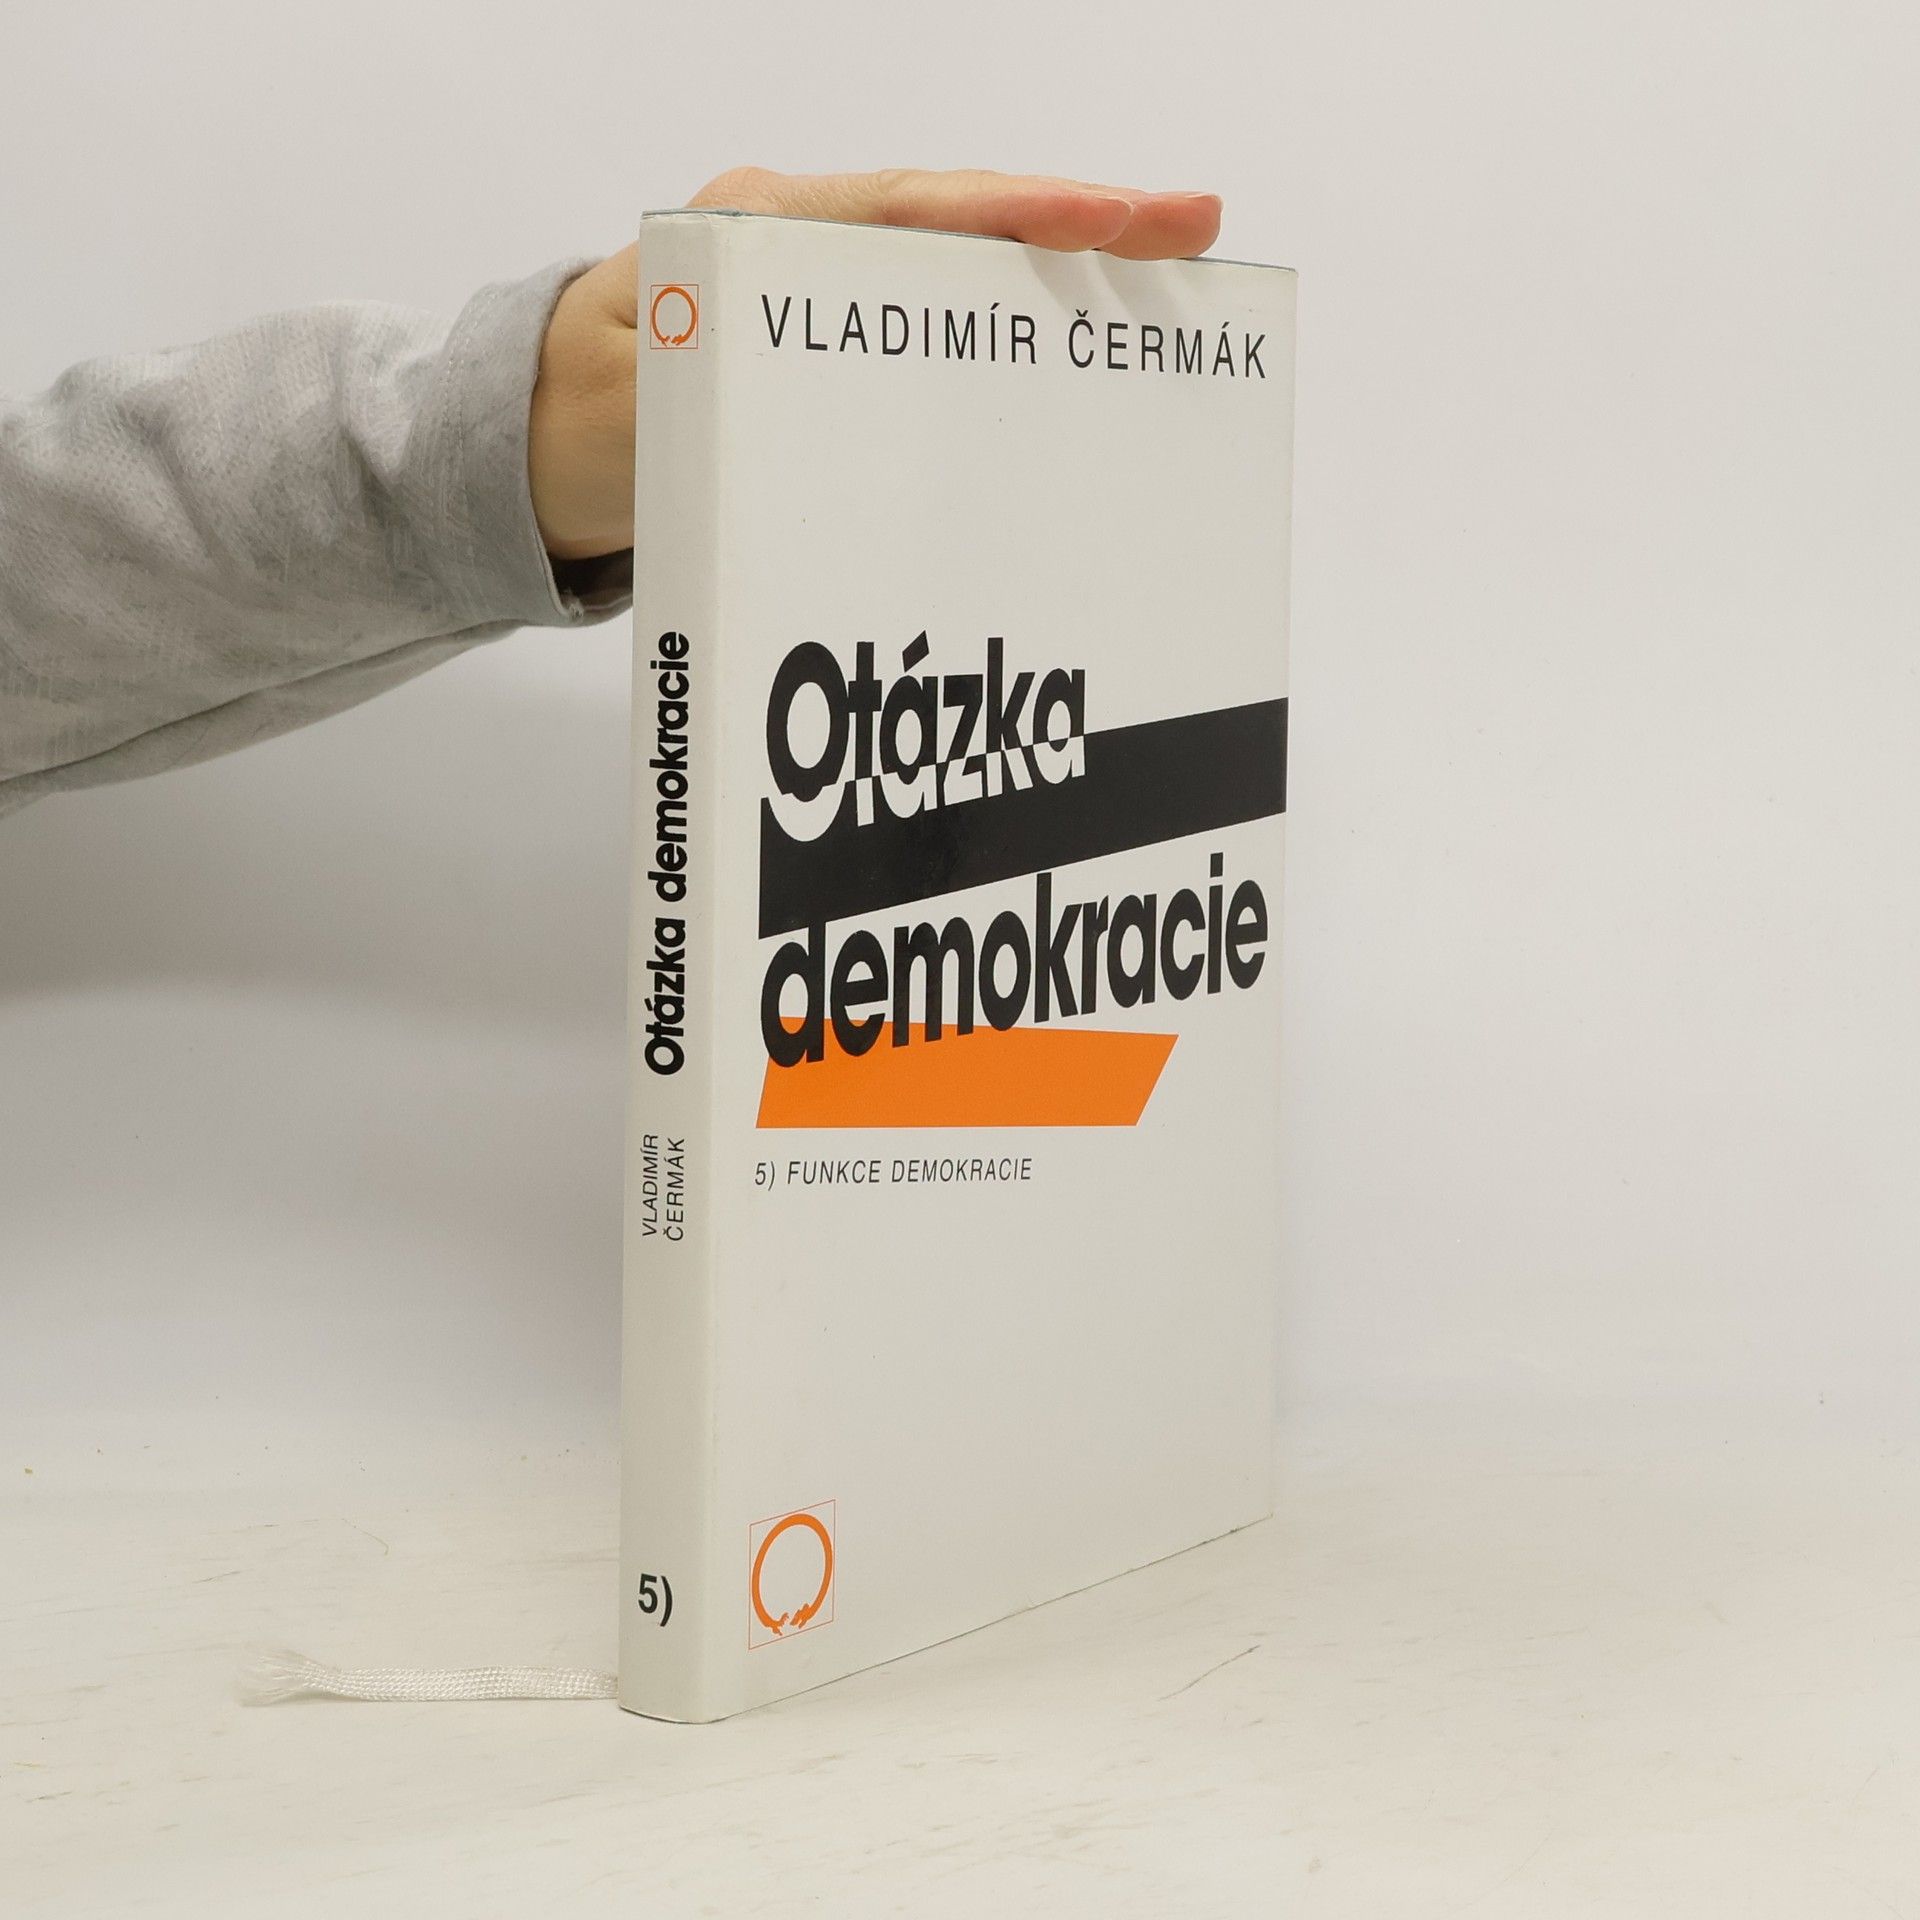 VLADIMÍR ČERMÁK
Otázka
demokracie
5) FUNKCE DEMOKRACIE
Otázka demokracie
VLADIMÍR
ČERMÁK
5)